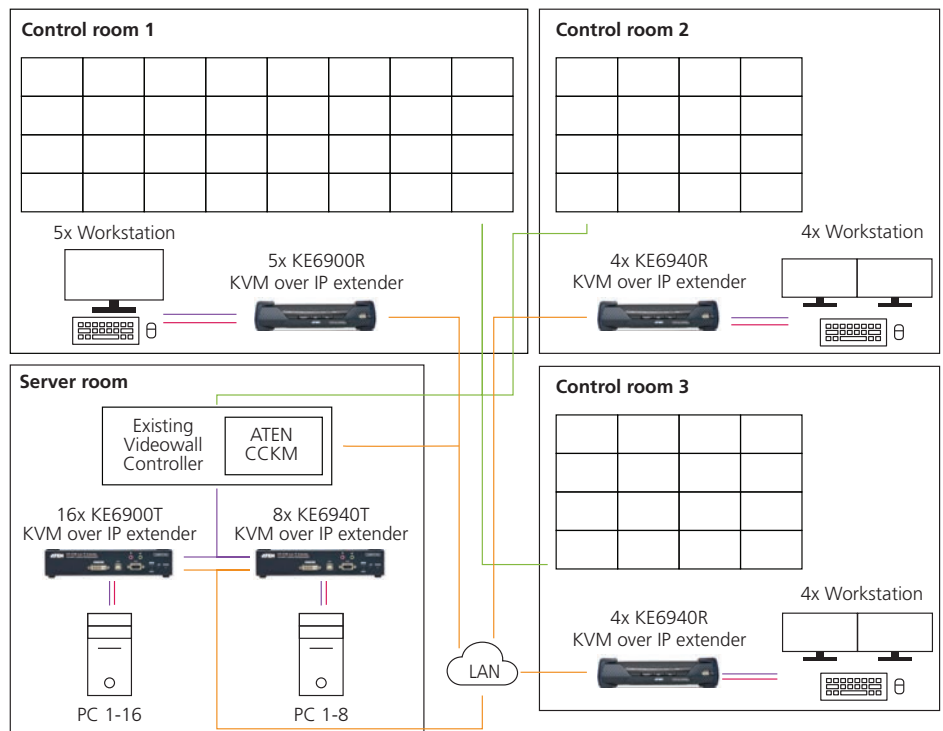 Control room 1
5x Workstation
5x KE6900R
KVM over IP extender
Control room 2
4x KE6940R
KVM over IP extender
4x Workstation
Server room
Existing
Videowall
Controller
ATEN
CCKM
16x KE6900T
KVM over IP extender
8x KE6940T
KVM over IP extender
PC 1-16
PC 1-8
LAN
Control room 3
4x KE6940R
KVM over IP extender
4x Workstation